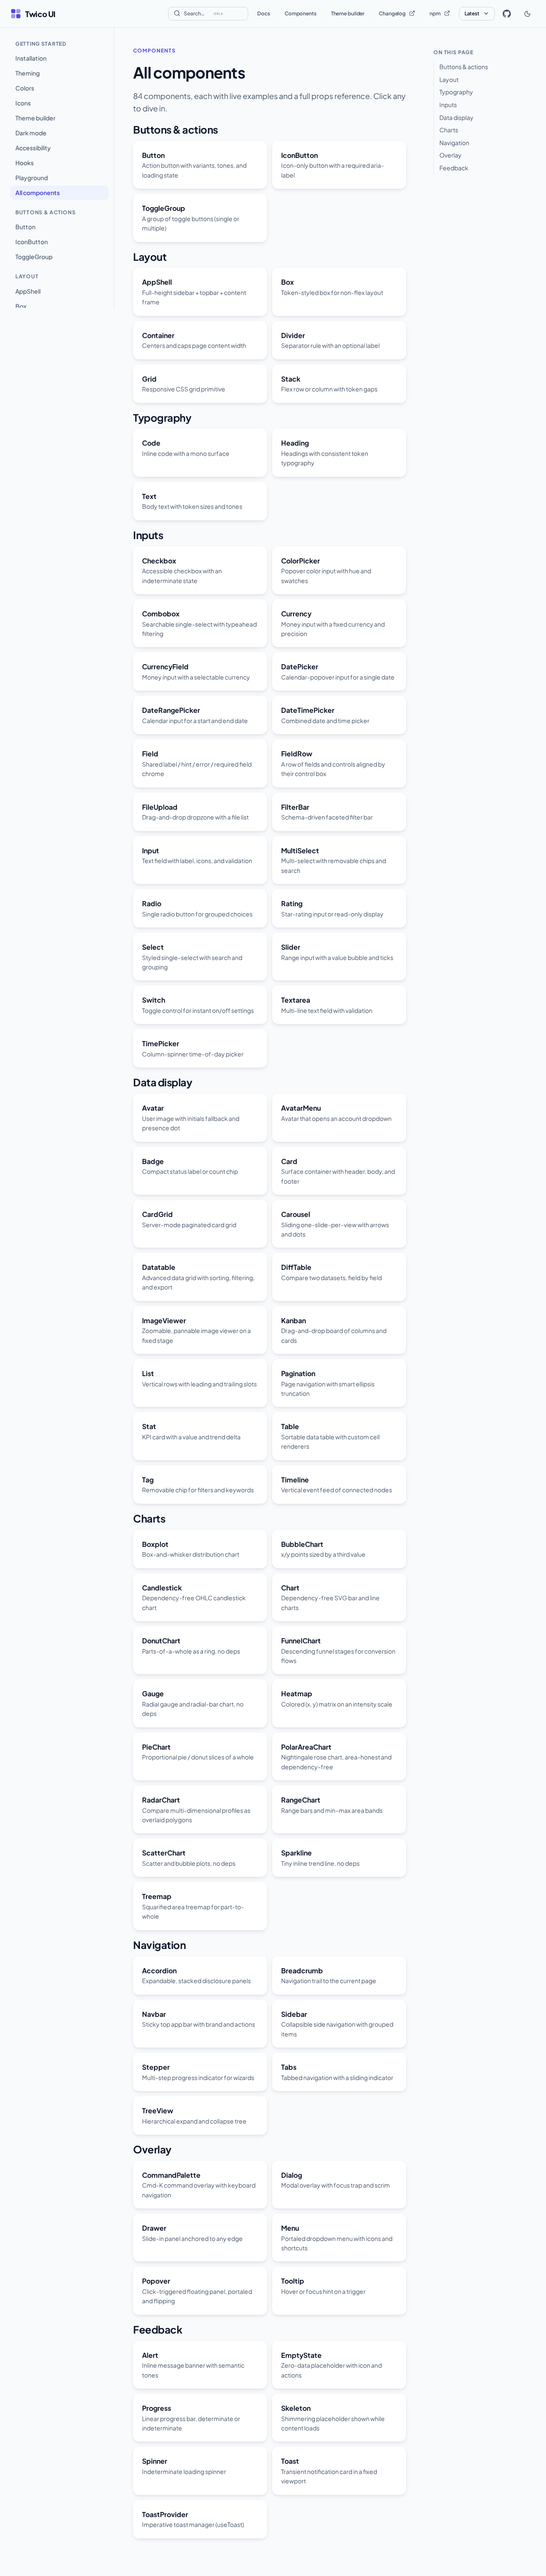 Twico UI
Search...
Docs
Components
Theme builder
Changelog
npm
Latest
GETTING STARTED
Installation
Theming
Colors
Icons
Theme builder
Dark mode
Accessibility
Hooks
Playground
All components
BUTTONS & ACTIONS
Button
IconButton
ToggleGroup
LAYOUT
AppShell
Box
COMPONENTS
All components
84 components, each with live examples and a full props reference. Click any
to dive in.
Buttons & actions
Button
Action button with variants, tones, and
loading state
IconButton
Icon-only button with a required aria-
label
ToggleGroup
A group of toggle buttons (single or
multiple)
Layout
AppShell
Full-height sidebar + topbar + content
frame
Box
Token-styled box for non-flex layout
Container
Centers and caps page content width
Divider
Separator rule with an optional label
Grid
Responsive CSS grid primitive
Stack
Flex row or column with token gaps
Typography
Code
Inline code with a mono surface
Heading
Headings with consistent token
typography
Text
Body text with token sizes and tones
Inputs
Checkbox
Accessible checkbox with an
indeterminate state
ColorPicker
Popover color input with hue and
swatches
Combobox
Searchable single-select with typeahead
filtering
Currency
Money input with a fixed currency and
precision
CurrencyField
Money input with a selectable currency
DatePicker
Calendar-popover input for a single date
DateRangePicker
Calendar input for a start and end date
DateTimePicker
Combined date and time picker
Field
Shared label / hint / error / required field
chrome
FieldRow
A row of fields and controls aligned by
their control box
FileUpload
Drag-and-drop dropzone with a file list
FilterBar
Schema-driven faceted filter bar
Input
Text field with label, icons, and validation
MultiSelect
Multi-select with removable chips and
search
Radio
Single radio button for grouped choices
Rating
Star-rating input or read-only display
Select
Styled single-select with search and
grouping
Slider
Range input with a value bubble and ticks
Switch
Toggle control for instant on/off settings
Textarea
Multi-line text field with validation
TimePicker
Column-spinner time-of-day picker
Data display
Avatar
User image with initials fallback and
presence dot
AvatarMenu
Avatar that opens an account dropdown
Badge
Compact status label or count chip
Card
Surface container with header, body, and
footer
CardGrid
Server-mode paginated card grid
Carousel
Sliding one-slide-per-view with arrows
and dots
Datatable
Advanced data grid with sorting, filtering,
and export
DiffTable
Compare two datasets, field by field
ImageViewer
Zoomable, pannable image viewer on a
fixed stage
Kanban
Drag-and-drop board of columns and
cards
List
Vertical rows with leading and trailing slots
Pagination
Page navigation with smart ellipsis
truncation
Stat
KPI card with a value and trend delta
Table
Sortable data table with custom cell
renderers
Tag
Removable chip for filters and keywords
Timeline
Vertical event feed of connected nodes
Charts
Boxplot
Box-and-whisker distribution chart
BubbleChart
x/y points sized by a third value
Candlestick
Dependency-free OHLC candlestick
chart
Chart
Dependency-free SVG bar and line
charts
DonutChart
Parts-of-a-whole as a ring, no deps
FunnelChart
Descending funnel stages for conversion
flows
Gauge
Radial gauge and radial-bar chart, no
deps
Heatmap
Colored (x, y) matrix on an intensity scale
PieChart
Proportional pie / donut slices of a whole
PolarAreaChart
Nightingale rose chart, area-honest and
dependency-free
RadarChart
Compare multi-dimensional profiles as
overlaid polygons
RangeChart
Range bars and min-max area bands
ScatterChart
Scatter and bubble plots, no deps
Sparkline
Tiny inline trend line, no deps
Treemap
Squarified area treemap for part-to-
whole
Navigation
Accordion
Expandable, stacked disclosure panels
Breadcrumb
Navigation trail to the current page
Navbar
Sticky top app bar with brand and actions
Sidebar
Collapsible side navigation with grouped
items
Stepper
Multi-step progress indicator for wizards
Tabs
Tabbed navigation with a sliding indicator
TreeView
Hierarchical expand and collapse tree
Overlay
CommandPalette
Cmd-K command overlay with keyboard
navigation
Dialog
Modal overlay with focus trap and scrim
Drawer
Slide-in panel anchored to any edge
Menu
Portaled dropdown menu with icons and
shortcuts
Popover
Click-triggered floating panel, portaled
and flipping
Tooltip
Hover or focus hint on a trigger
Feedback
Alert
Inline message banner with semantic
tones
EmptyState
Zero-data placeholder with icon and
actions
Progress
Linear progress bar, determinate or
indeterminate
Skeleton
Shimmering placeholder shown while
content loads
Spinner
Indeterminate loading spinner
Toast
Transient notification card in a fixed
viewport
ToastProvider
Imperative toast manager (useToast)
ON THIS PAGE
Buttons & actions
Layout
Typography
Inputs
Data display
Charts
Navigation
Overlay
Feedback